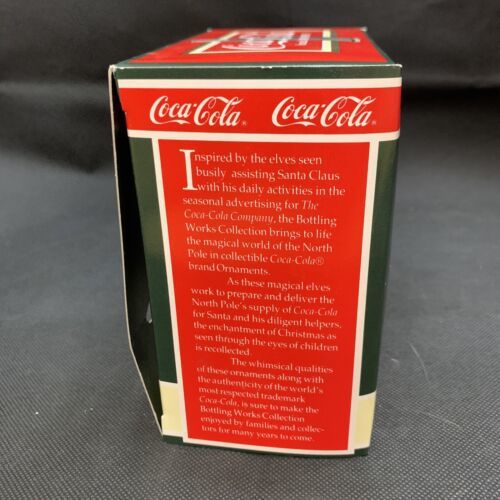 Coca-Cola® Coca-Cola®
Inspired by the elves seen
busily assisting Santa Claus
with his daily activities in the
seasonal advertising for The
Coca-Cola Company, the Bottling
Works Collection brings to life
the magical world of the North
Pole in collectible Coca-Cola®
brand Ornaments.
As these magical elves
work to prepare and deliver the
North Pole's supply of Coca-Cola
for Santa and his diligent helpers,
the enchantment of Christmas as
seen through the eyes of children
is recollected.
The whimsical qualities
of these ornaments along with
the authenticity of the world's
most respected trademark
Coca-Cola, is sure to make the
Bottling Works Collection
enjoyed by families and collec-
tors for many years to come.